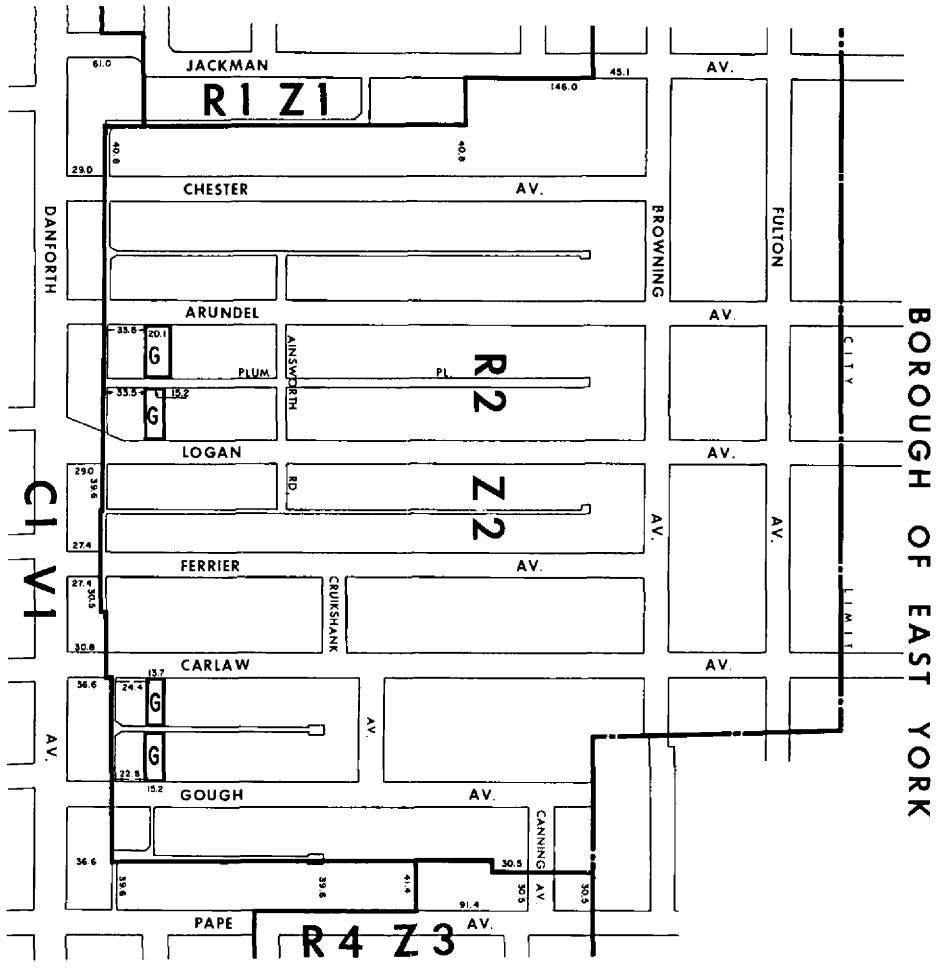 JACKMAN AV.
61.0
45.1
146.0
R1 Z1
40.8
40.8
29.0
CHESTER AV.
DANFORTH
BROWNING
FULTON
ARUNDEL AV.
33.5
20.1
G
AINSWORTH
PLUM PL.
R2
CITY
33.5
15.2
G
LOGAN AV.
29.0
39.6
RD.
Z2
C1 V1
AV.
AV.
27.4
FERRIER AV.
27.4
30.5
CRUIKSHANK
LIMIT
BOROUGH OF EAST YORK
30.8
CARLAW AV.
36.6
13.7
24.4
G
AV.
AV.
G
22.8
15.2
GOUGH AV.
CANNING AV.
36.6
30.5
39.6
39.6
41.4
30.5
30.5
91.4
PAPE AV.
R4 Z3